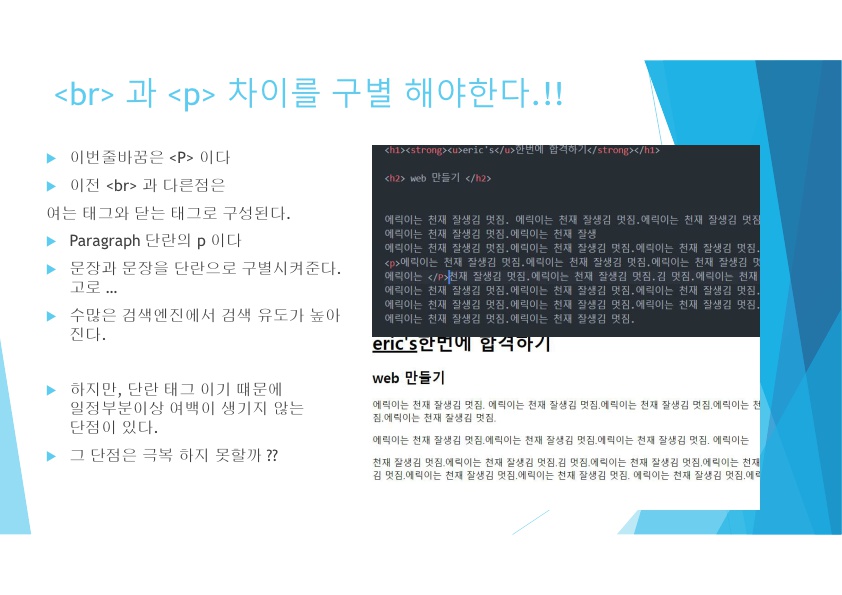 <br> 과 <p> 차이를 구별 해야한다.!!
이번줄바꿈은 <P> 이다
이전 <br> 과 다른점은
여는 태그와 닫는 태그로 구성된다.
Paragraph 단란의 p 이다
문장과 문장을 단란으로 구별시켜준다.
고로 ...
수많은 검색엔진에서 검색 유도가 높아
진다.
하지만, 단란 태그 이기 때문에
일정부분이상 여백이 생기지 않는
단점이 있다.
그 단점은 극복 하지 못할까 ??
<h1><strong><u>eric's</u>한번에 합격하기</strong></h1>
<h2> web 만들기 </h2>
에릭이는 천재 잘생김 멋짐. 에릭이는 천재 잘생김 멋짐.에릭이는 천재 잘생김 멋짐
에릭이는 천재 잘생김 멋짐.에릭이는 천재 잘생
에릭이는 천재 잘생김 멋짐.에릭이는 천재 잘생김 멋짐.에릭이는 천재 잘생김 멋짐.
<p>에릭이는 천재 잘생김 멋짐.에릭이는 천재 잘생김 멋짐.에릭이는 천재 잘생김 멋
에릭이는 </P>천재 잘생김 멋짐.에릭이는 천재 잘생김 멋짐.김 멋짐.에릭이는 천재
에릭이는 천재 잘생김 멋짐.에릭이는 천재 잘생김 멋짐.에릭이는 천재 잘생김 멋짐.
에릭이는 천재 잘생김 멋짐.에릭이는 천재 잘생김 멋짐.에릭이는 천재 잘생김 멋짐.
에릭이는 천재 잘생김 멋짐.에릭이는 천재 잘생김 멋짐.
eric's한번에 합격하기
web 만들기
에릭이는 천재 잘생김 멋짐. 에릭이는 천재 잘생김 멋짐.에릭이는 천재 잘생김 멋짐.에릭이는
짐.에릭이는 천재 잘생김 멋짐.
에릭이는 천재 잘생김 멋짐.에릭이는 천재 잘생김 멋짐.에릭이는 천재 잘생김 멋짐. 에릭이는
천재 잘생김 멋짐.에릭이는 천재 잘생김 멋짐.김 멋짐.에릭이는 천재 잘생김 멋짐.에릭이는 천재
김 멋짐.에릭이는 천재 잘생김 멋짐.에릭이는 천재 잘생김 멋짐. 에릭이는 천재 잘생김 멋짐.